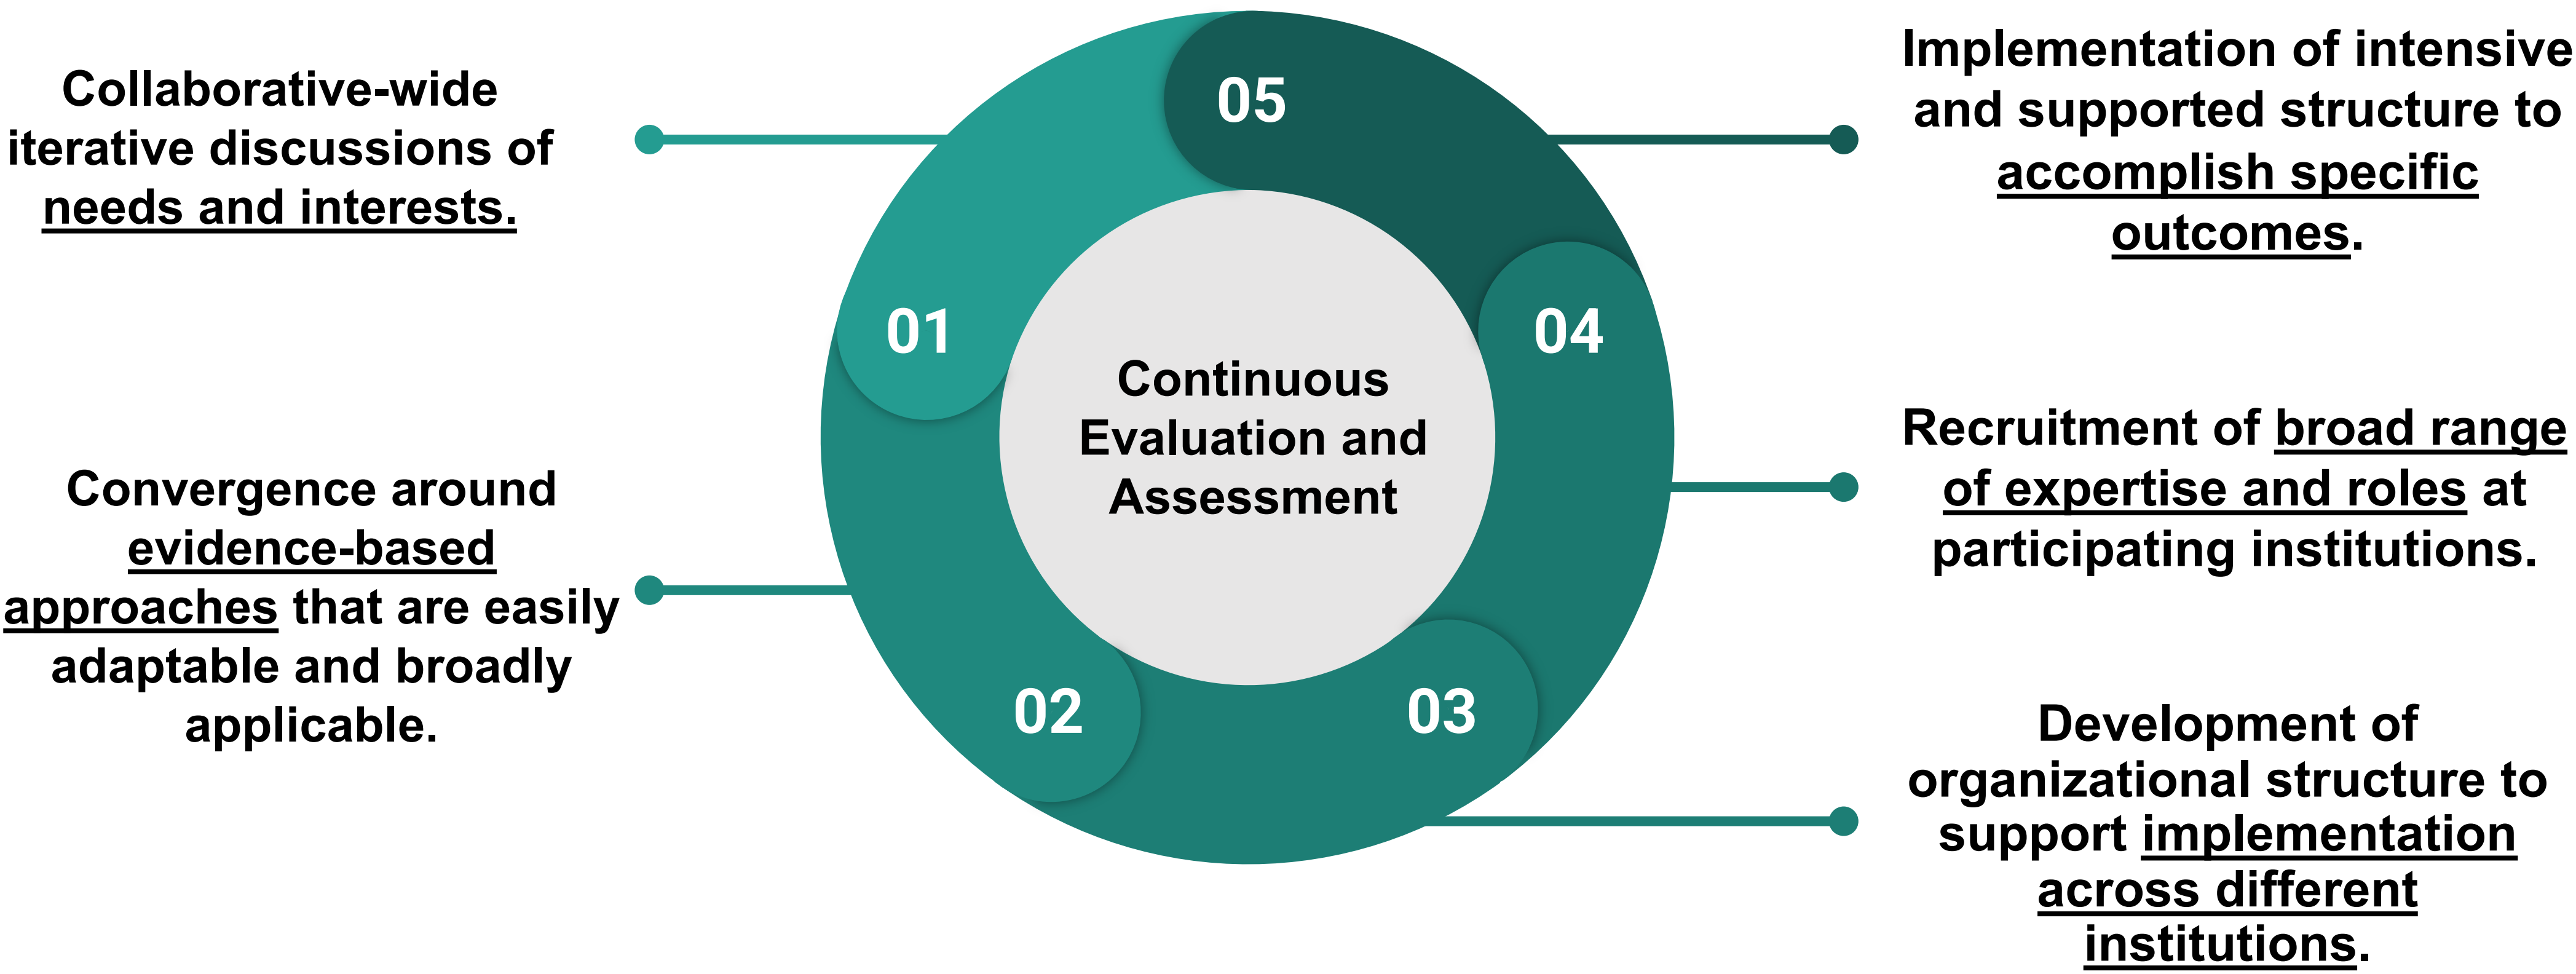 Collaborative-wide
iterative discussions of
needs and interests.
01
Convergence around
evidence-based
approaches that are easily
adaptable and broadly
applicable.
02
Development of
organizational structure to
support implementation
across different
institutions.
03
Recruitment of broad range
of expertise and roles at
participating institutions.
04
Implementation of intensive
and supported structure to
accomplish specific
outcomes.
05
Continuous
Evaluation and
Assessment